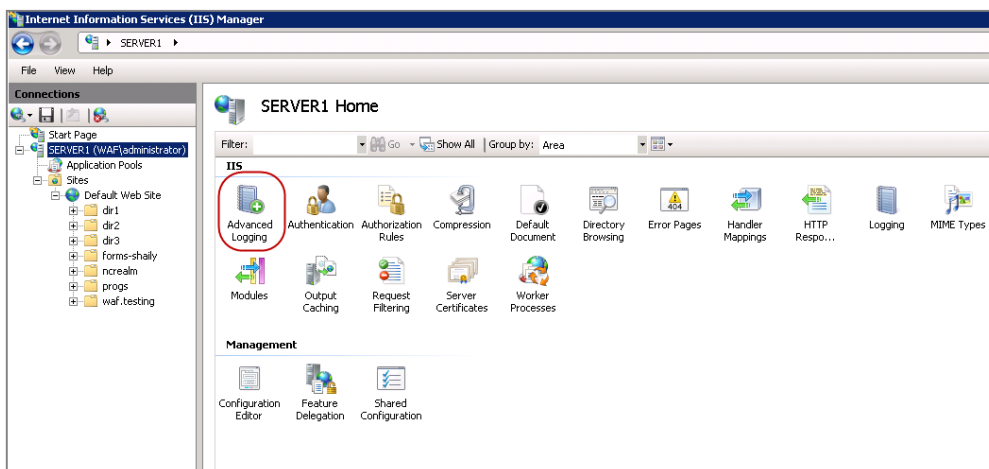 Internet Information Services (IIS) Manager
SERVER1
File View Help
Connections
Start Page
SERVER1 (WAF\administrator)
Application Pools
Sites
Default Web Site
dir1
dir2
dir3
forms-shaily
ncrealm
progs
waf.testing
SERVER1 Home
Filter: Go Show All Group by: Area
IIS
Advanced Logging
Authentication
Authorization Rules
Compression
Default Document
Directory Browsing
404
Error Pages
Handler Mappings
HTTP Respo...
Logging
MIME Types
Modules
Output Caching
Request Filtering
Server Certificates
Worker Processes
Management
Configuration Editor
Feature Delegation
Shared Configuration